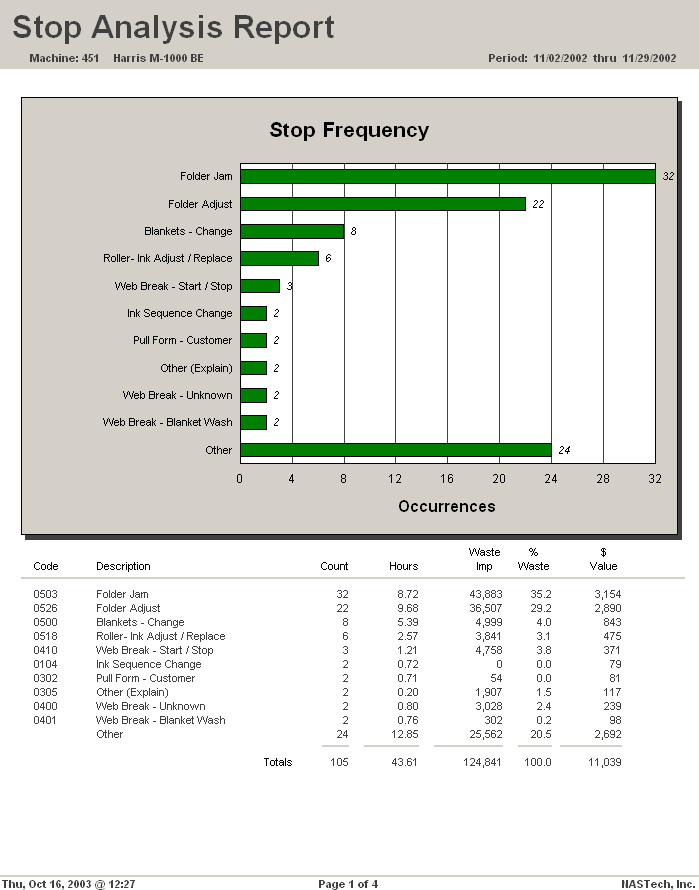 Stop Analysis Report
Machine: 451 Harris M-1000 BE Period: 11/02/2002 thru 11/29/2002
Stop Frequency
Folder Jam 32
Folder Adjust 22
Blankets - Change 8
Roller- Ink Adjust / Replace 6
Web Break - Start / Stop 3
Ink Sequence Change 2
Pull Form - Customer 2
Other (Explain) 2
Web Break - Unknown 2
Web Break - Blanket Wash 2
Other 24
0 4 8 12 16 20 24 28 32
Occurrences
Waste % $
Code Description Count Hours Imp Waste Value
0503 Folder Jam 32 8.72 43,883 35.2 3,154
0526 Folder Adjust 22 9.68 36,507 29.2 2,890
0500 Blankets - Change 8 5.39 4,999 4.0 843
0518 Roller- Ink Adjust / Replace 6 2.57 3,841 3.1 475
0410 Web Break - Start / Stop 3 1.21 4,758 3.8 371
0104 Ink Sequence Change 2 0.72 0 0.0 79
0302 Pull Form - Customer 2 0.71 54 0.0 81
0305 Other (Explain) 2 0.20 1,907 1.5 117
0400 Web Break - Unknown 2 0.80 3,028 2.4 239
0401 Web Break - Blanket Wash 2 0.76 302 0.2 98
Other 24 12.85 25,562 20.5 2,692
Totals 105 43.61 124,841 100.0 11,039
Thu, Oct 16, 2003 @ 12:27 Page 1 of 4 NASTech, Inc.